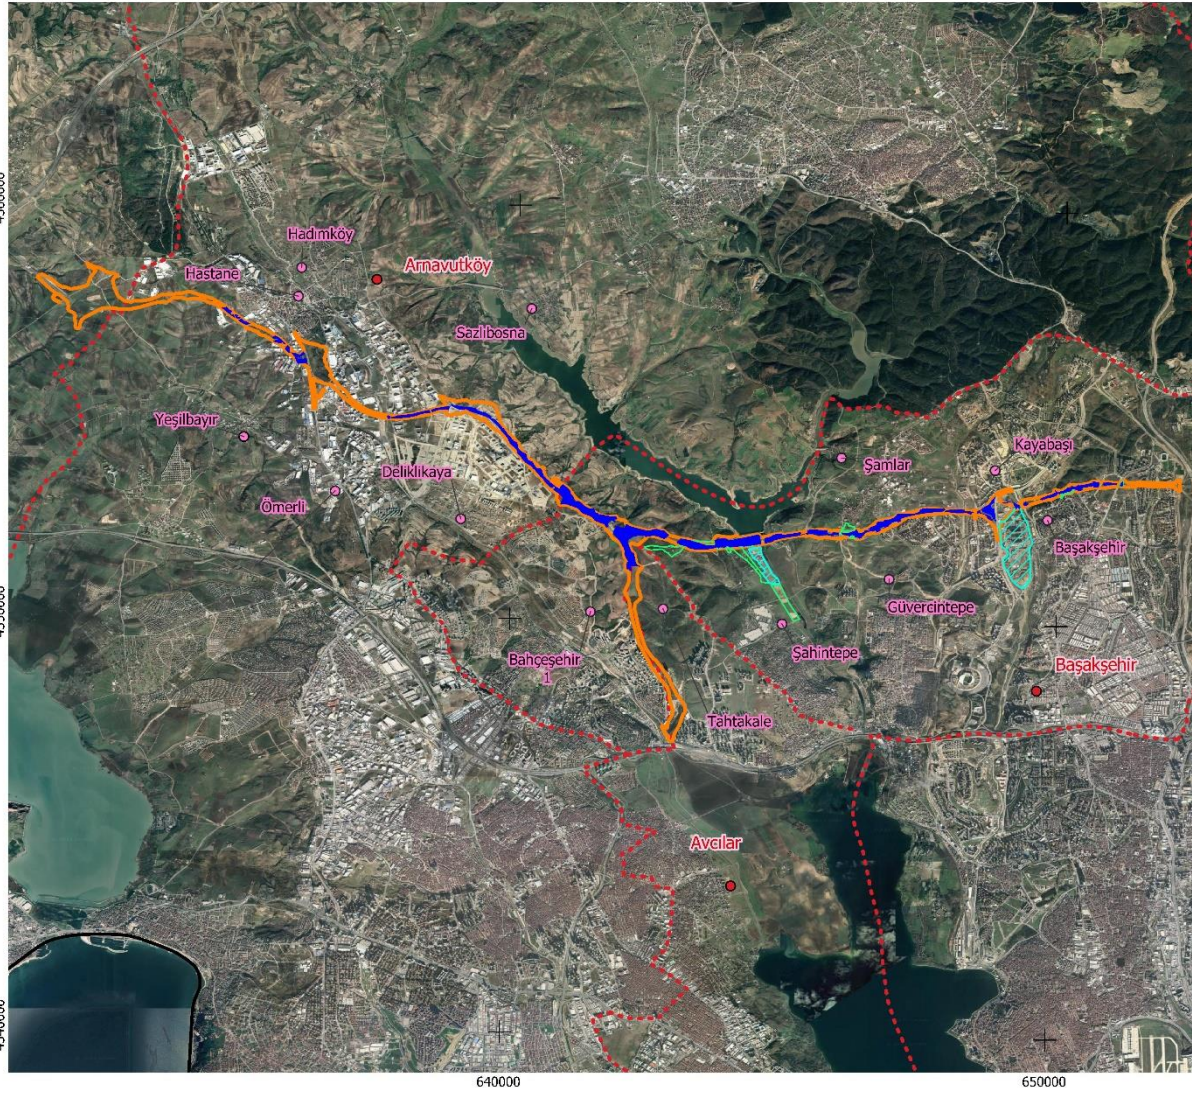 Hadımköy
Hastane
Arnavutköy
Sazlıbosna
Yeşilbayır
Deliklikaya
Ömerli
Kayabaşı
Şamlar
Başakşehir
Güvercintepe
Şahintepe
Bahçeşehir
1
Başakşehir
Tahtakale
Avcılar
640000
650000